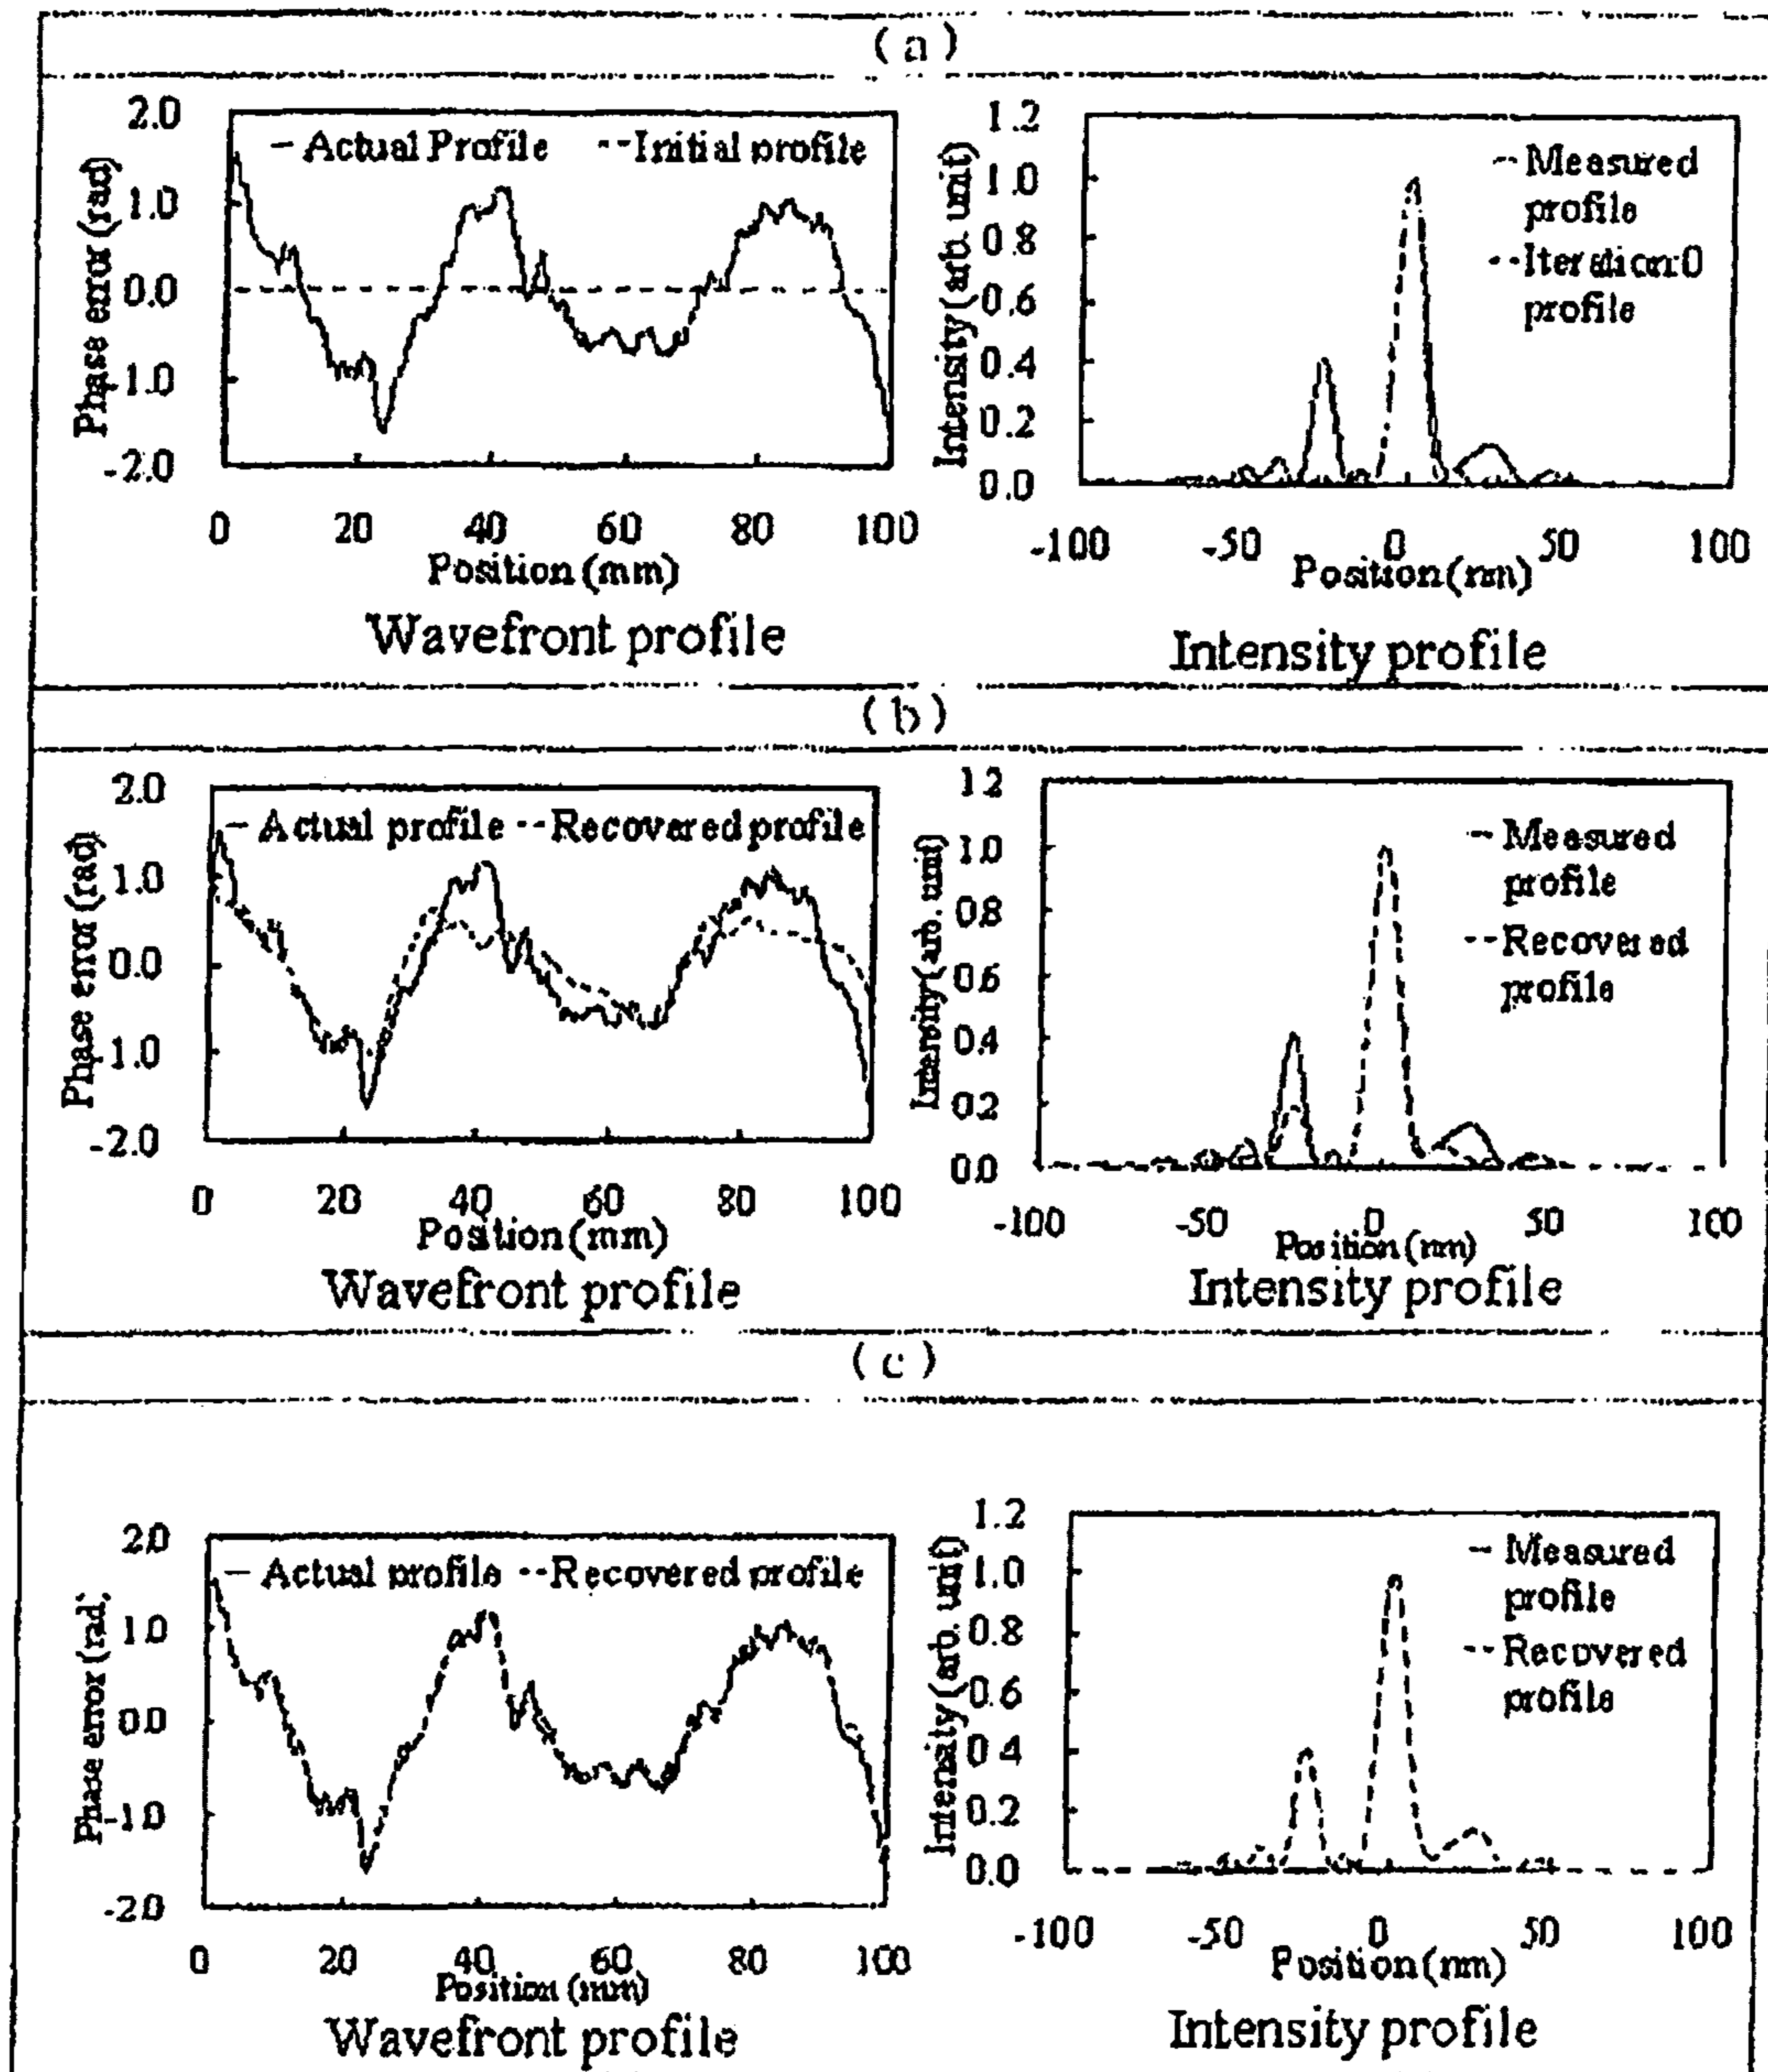 (a)
2.0
1.0
0.0
-1.0
-2.0
Phase error (rad)
– Actual Profile --Initial profile
0 20 40 60 80 100
Position (mm)
Wavefront profile
1.2
1.0
0.8
0.6
0.4
0.2
0.0
Intensity (arb. unit)
-- Measured
profile
--Iteration:0
profile
-100 -50 0 50 100
Position (nm)
Intensity profile
(b)
2.0
1.0
0.0
-1.0
-2.0
Phase error (rad)
– Actual profile --Recovered profile
0 20 40 60 80 100
Position (mm)
Wavefront profile
1.2
1.0
0.8
0.6
0.4
0.2
0.0
Intensity (arb. unit)
– Measured
profile
--Recovered
profile
-100 -50 0 50 100
Position (nm)
Intensity profile
(c)
2.0
1.0
0.0
-1.0
-2.0
Phase error (rad)
– Actual profile --Recovered profile
0 20 40 60 80 100
Position (mm)
Wavefront profile
1.2
1.0
0.8
0.6
0.4
0.2
0.0
Intensity (arb. unit)
– Measured
profile
--Recovered
profile
-100 -50 0 50 100
Position (nm)
Intensity profile